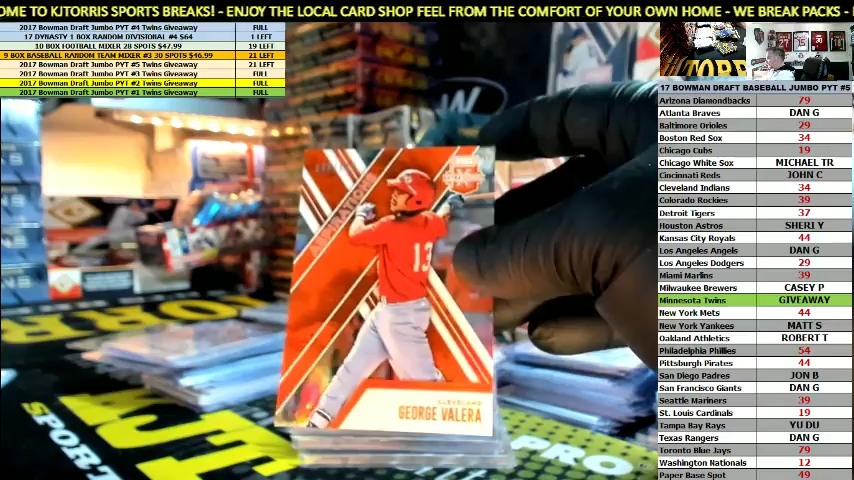 OME TO KJTORRIS SPORTS BREAKS! - ENJOY THE LOCAL CARD SHOP FEEL FROM THE COMFORT OF YOUR OWN HOME - WE BREAK PACKS -
2017 Bowman Draft Jumbo PYT #4 Twins Giveaway FULL
17 DYNASTY 1 BOX RANDOM DIVISIONAL #4 $64 1 LEFT
10 BOX FOOTBALL MIXER 28 SPOTS $47.99 19 LEFT
9 BOX BASEBALL RANDOM TEAM MIXER #3 30 SPOTS $46.99 21 LEFT
2017 Bowman Draft Jumbo PYT #5 Twins Giveaway 21 LEFT
2017 Bowman Draft Jumbo PYT #3 Twins Giveaway FULL
2017 Bowman Draft Jumbo PYT #2 Twins Giveaway FULL
2017 Bowman Draft Jumbo PYT #1 Twins Giveaway FULL
17 BOWMAN DRAFT BASEBALL JUMBO PYT #5
Arizona Diamondbacks 79
Atlanta Braves DAN G
Baltimore Orioles 29
Boston Red Sox 34
Chicago Cubs 19
Chicago White Sox MICHAEL TR
Cincinnati Reds JOHN C
Cleveland Indians 34
Colorado Rockies 39
Detroit Tigers 37
Houston Astros SHERI Y
Kansas City Royals 44
Los Angeles Angels DAN G
Los Angeles Dodgers 29
Miami Marlins 39
Milwaukee Brewers CASEY P
Minnesota Twins GIVEAWAY
New York Mets 44
New York Yankees MATT S
Oakland Athletics ROBERT T
Philadelphia Phillies 54
Pittsburgh Pirates 44
San Diego Padres JON B
San Francisco Giants DAN G
Seattle Mariners 39
St. Louis Cardinals 19
Tampa Bay Rays YU DU
Texas Rangers DAN G
Toronto Blue Jays 79
Washington Nationals 12
Paper Base Spot 49
ASPIRATIONS
13
CLEVELAND
GEORGE VALERA
SPORT
KJT
PRO